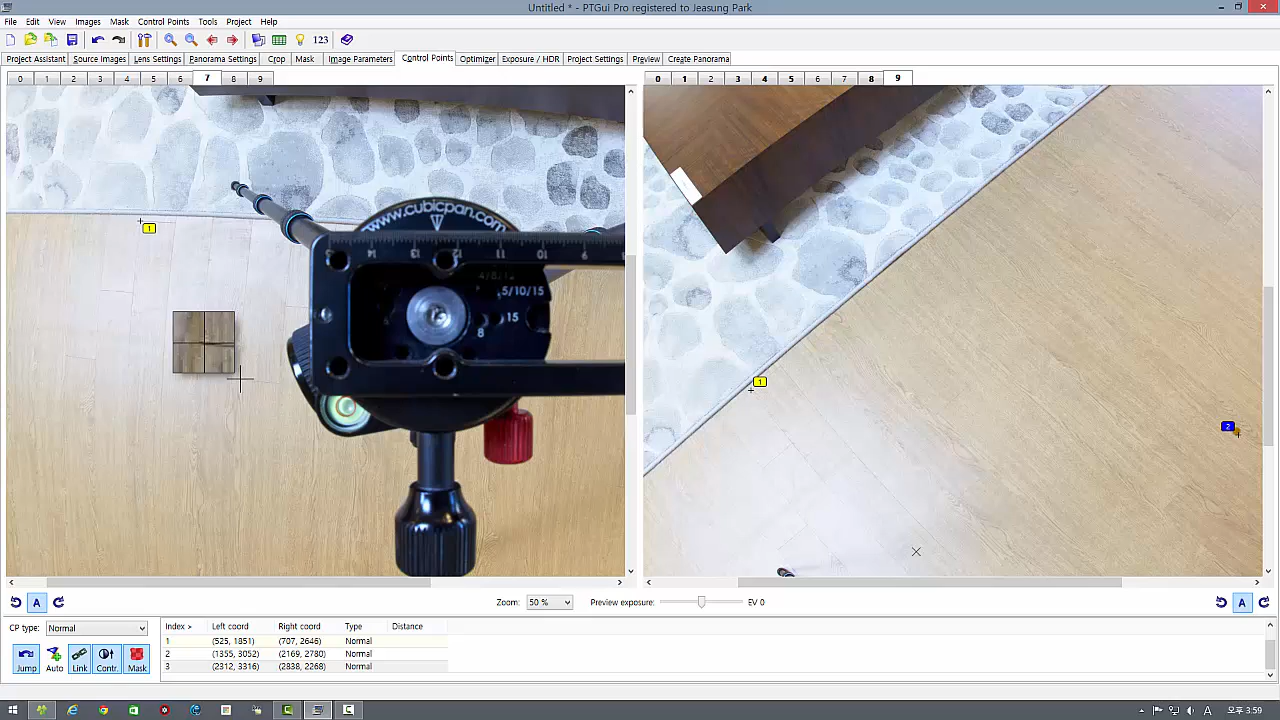 Untitled * - PTGui Pro registered to Jeasung Park
File Edit View Images Mask Control Points Tools Project Help
123
Project Assistant Source Images Lens Settings Panorama Settings Crop Mask Image Parameters Control Points Optimizer Exposure / HDR Project Settings Preview Create Panorama
0 1 2 3 4 5 6 7 8 9
0 1 2 3 4 5 6 7 8 9
www.cubicpan.com
14 13 12 11 10 9
5/10/15
15
8
1
1
2
A Zoom: 50 % Preview exposure: EV 0 A
CP type: Normal
Jump Auto Link Contr. Mask
Index > Left coord Right coord Type Distance
1 (525, 1851) (707, 2646) Normal
2 (1355, 3052) (2169, 2780) Normal
3 (2312, 3316) (2838, 2268) Normal
A 오후 3:59